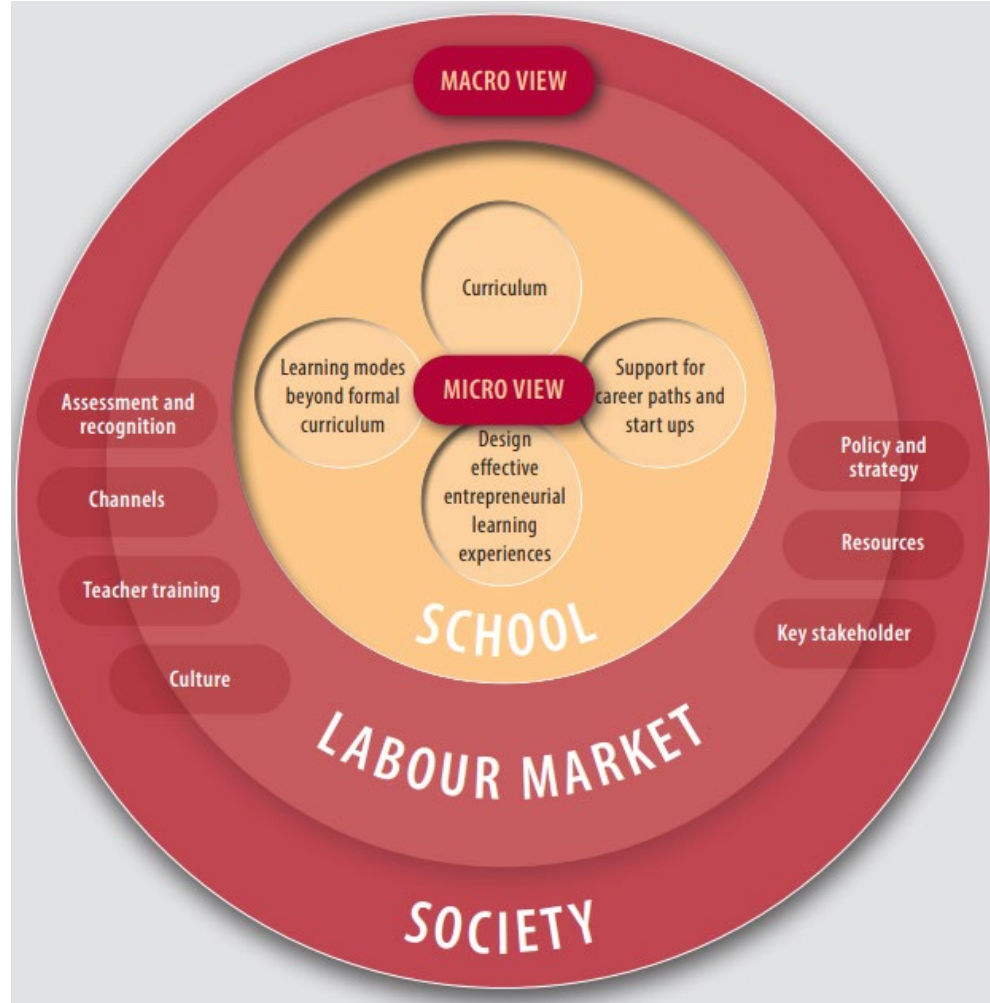 MACRO VIEW
Curriculum
Learning modes
beyond formal
curriculum
MICRO VIEW
Support for
career paths and
start ups
Design
effective
entrepreneurial
learning
experiences
SCHOOL
Assessment and
recognition
Channels
Teacher training
Culture
Policy and
strategy
Resources
Key stakeholder
LABOUR MARKET
SOCIETY